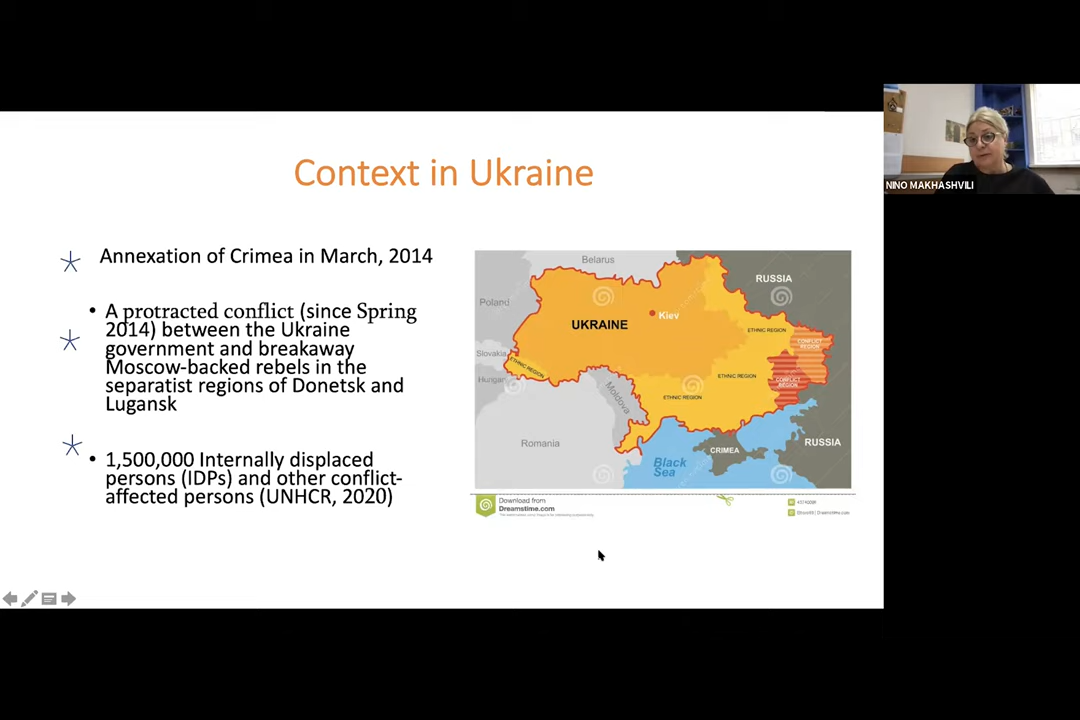 Context in Ukraine
Annexation of Crimea in March, 2014
• A protracted conflict (since Spring
2014) between the Ukraine
government and breakaway
Moscow-backed rebels in the
separatist regions of Donetsk and
Lugansk
• 1,500,000 Internally displaced
persons (IDPs) and other conflict-
affected persons (UNHCR, 2020)
Belarus
RUSSIA
Poland
UKRAINE
Kiev
ETHNIC REGION
CONFLICT
REGION
Slovakia
ETHNIC REGION
ETHNIC REGION
CONFLICT
REGION
Hungar
Moldova
ETHNIC REGION
Romania
CRIMEA
RUSSIA
Black
Sea
Download from
Dreamstime.com
NINO MAKHASHVILI